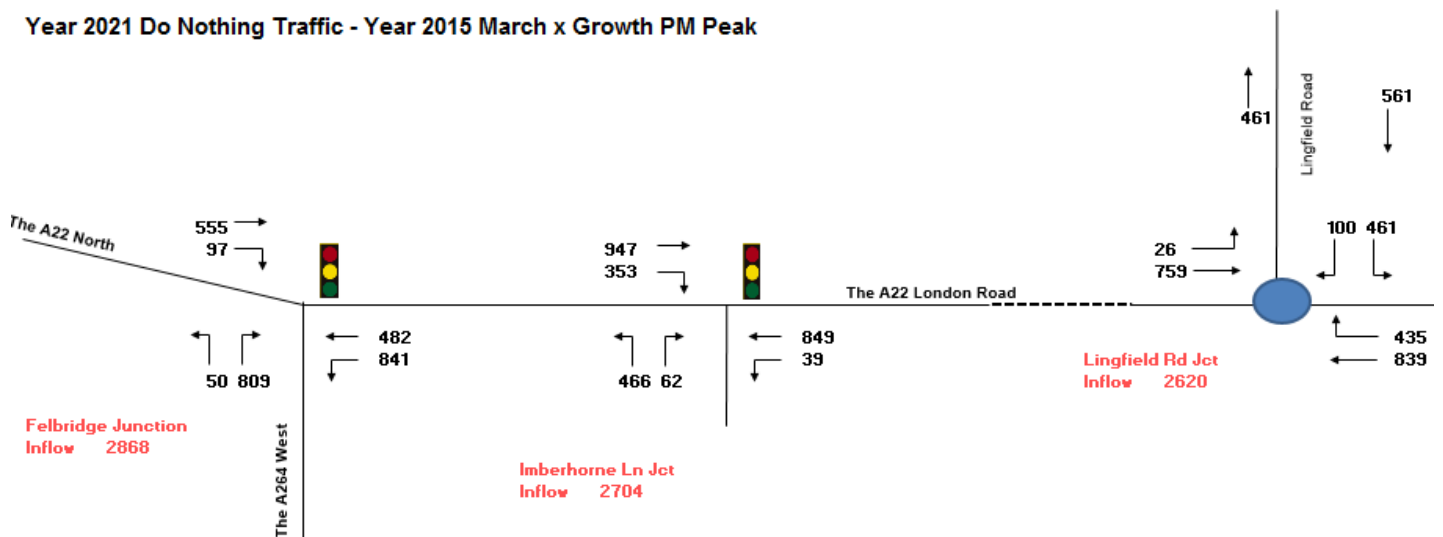 Year 2021 Do Nothing Traffic - Year 2015 March x Growth PM Peak
461
Lingfield Road
561
The A22 North
555
97
947
353
26
759
100 461
The A22 London Road
482
841
50 809
849
39
466 62
435
839
Lingfield Rd Jct
Inflow 2620
Felbridge Junction
Inflow 2868
The A264 West
Imberhorne Ln Jct
Inflow 2704